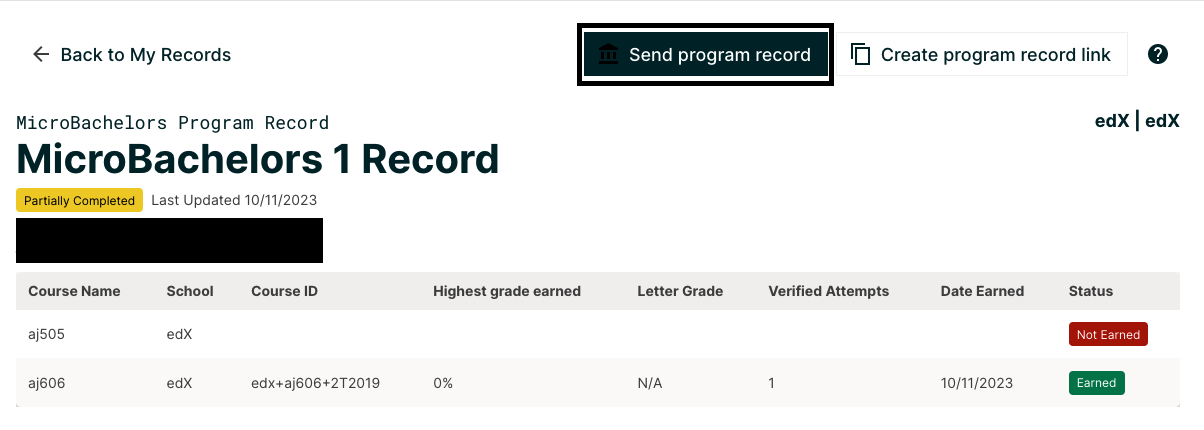 Back to My Records
Send program record
Create program record link
?
MicroBachelors Program Record
edX | edX
MicroBachelors 1 Record
Partially Completed Last Updated 10/11/2023
Course Name School Course ID Highest grade earned Letter Grade Verified Attempts Date Earned Status
aj505 edX Not Earned
aj606 edX edx+aj606+2T2019 0% N/A 1 10/11/2023 Earned